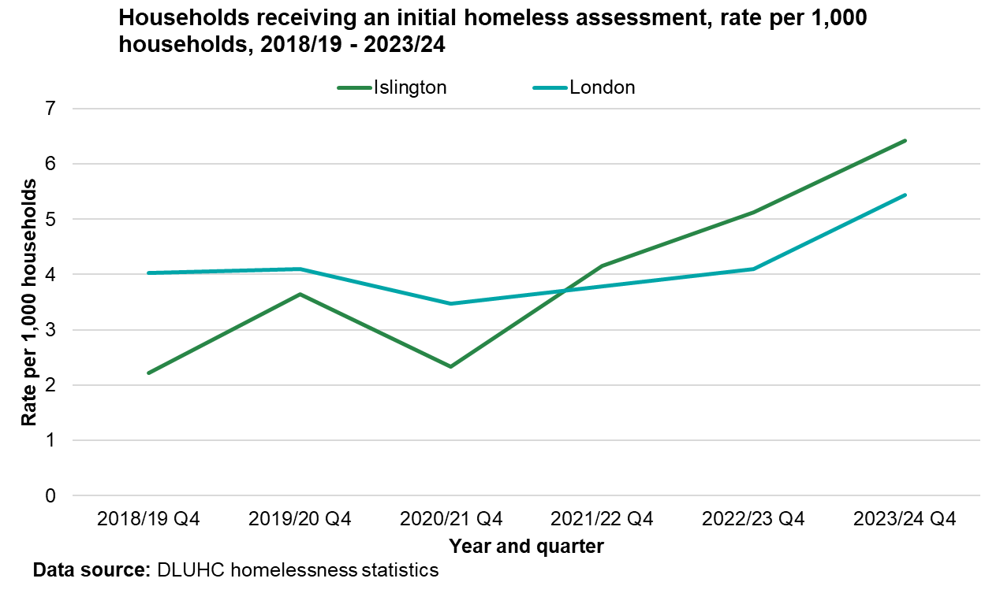 Households receiving an initial homeless assessment, rate per 1,000
households, 2018/19 - 2023/24
Islington London
7
6
5
4
3
2
1
0
Rate per 1,000 households
2018/19 Q4 2019/20 Q4 2020/21 Q4 2021/22 Q4 2022/23 Q4 2023/24 Q4
Year and quarter
Data source: DLUHC homelessness statistics